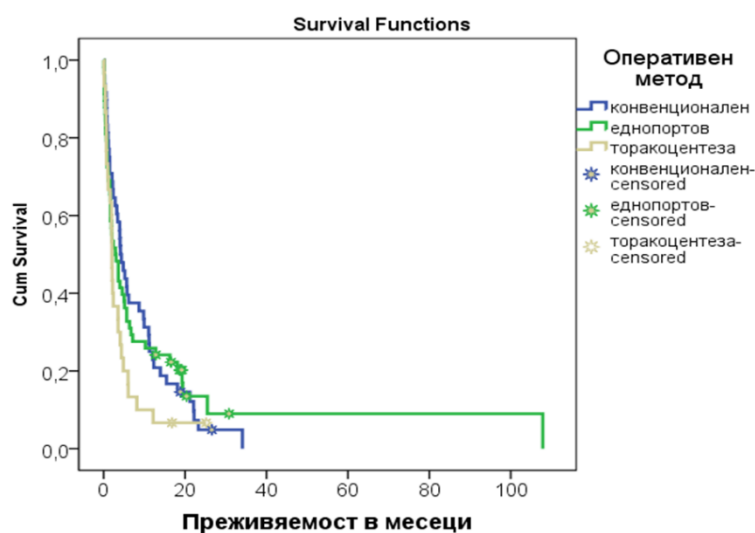 Survival Functions
Cum Survival
1,0
0,8
0,6
0,4
0,2
0,0
0
20
40
60
80
100
Преживяемост в месеци
Оперативен
метод
конвенционален
еднопортов
торакоцентеза
конвенционален-
censored
еднопортов-
censored
торакоцентеза-
censored